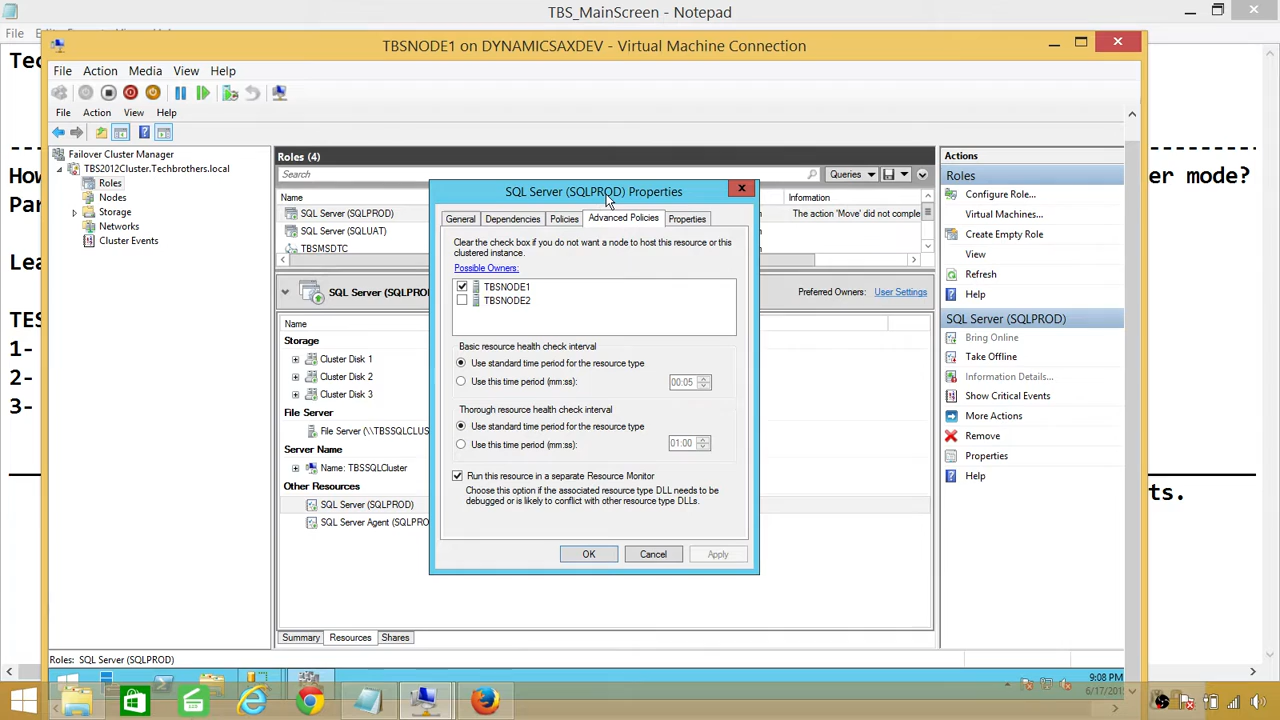 TBS_MainScreen - Notepad
File
TBSNODE1 on DYNAMICSAXDEV - Virtual Machine Connection
File Action Media View Help
File Action View Help
Failover Cluster Manager
TBS2012Cluster.Techbrothers.local
Roles
Nodes
Storage
Networks
Cluster Events
Roles (4)
Search
Queries
Name
Information
SQL Server (SQLPROD)
The action 'Move' did not comple
SQL Server (SQLUAT)
TBSMSDTC
SQL Server (SQLPRO
Preferred Owners: User Settings
Name
Storage
Cluster Disk 1
Cluster Disk 2
Cluster Disk 3
File Server
File Server (\\TBSSQLCLUS
Server Name
Name: TBSSQLCluster
Other Resources
SQL Server (SQLPROD)
SQL Server Agent (SQLPRO
Summary Resources Shares
Roles: SQL Server (SQLPROD)
SQL Server (SQLPROD) Properties
General Dependencies Policies Advanced Policies Properties
Clear the check box if you do not want a node to host this resource or this
clustered instance.
Possible Owners:
TBSNODE1
TBSNODE2
Basic resource health check interval
Use standard time period for the resource type
Use this time period (mm:ss): 00:05
Thorough resource health check interval
Use standard time period for the resource type
Use this time period (mm:ss): 01:00
Run this resource in a separate Resource Monitor
Choose this option if the associated resource type DLL needs to be
debugged or is likely to conflict with other resource type DLLs.
OK Cancel Apply
Actions
Roles
Configure Role...
Virtual Machines...
Create Empty Role
View
Refresh
Help
SQL Server (SQLPROD)
Bring Online
Take Offline
Information Details...
Show Critical Events
More Actions
Remove
Properties
Help
Tec
How
er mode?
Par
Lea
TES
1-
2-
3-
ts.
9:08 PM